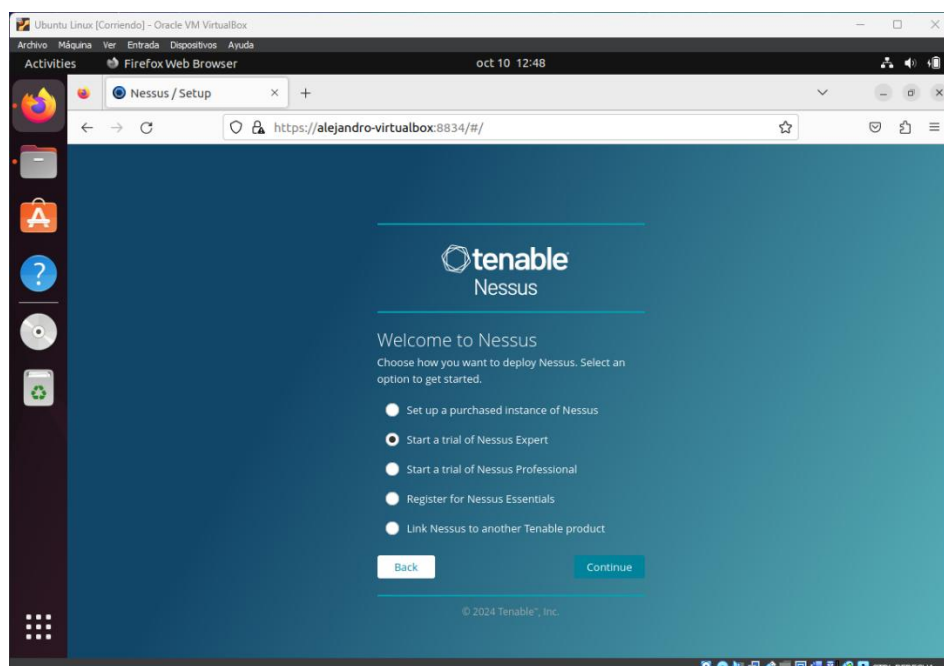 Ubuntu Linux [Corriendo] - Oracle VM VirtualBox
Archivo Máquina Ver Entrada Dispositivos Ayuda
Activities Firefox Web Browser oct 10 12:48
Nessus / Setup
https://alejandro-virtualbox:8834/#/
tenable
Nessus
Welcome to Nessus
Choose how you want to deploy Nessus. Select an
option to get started.
Set up a purchased instance of Nessus
Start a trial of Nessus Expert
Start a trial of Nessus Professional
Register for Nessus Essentials
Link Nessus to another Tenable product
Back Continue
© 2024 Tenable™, Inc.